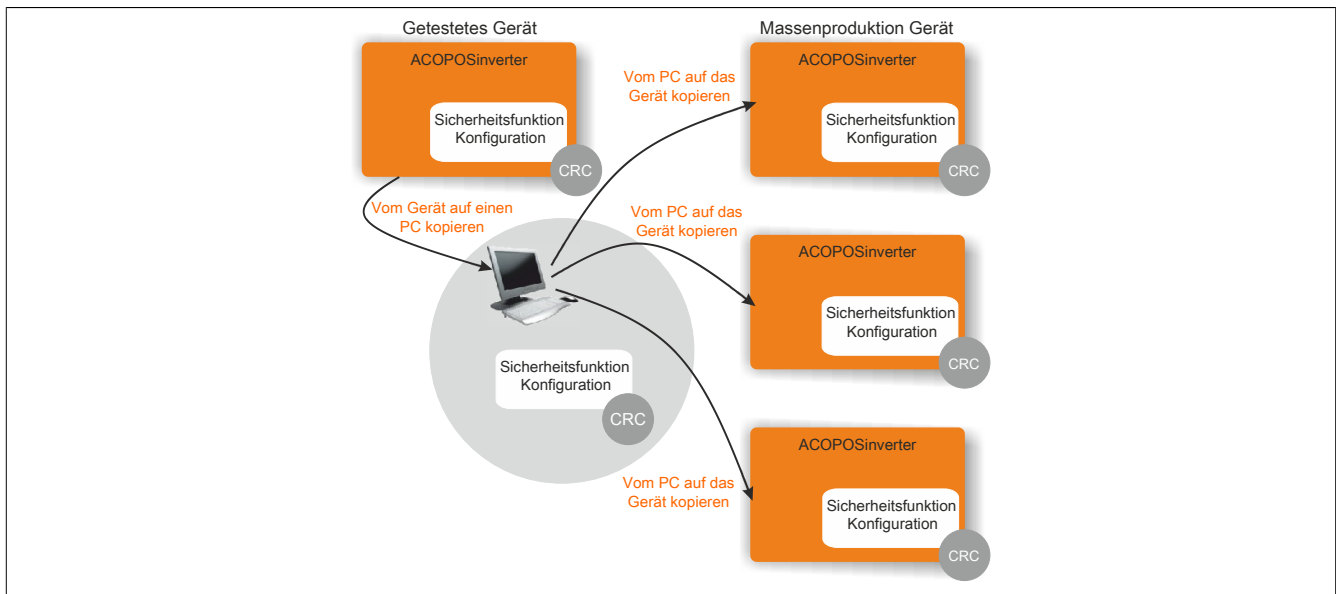 Getestetes Gerät
ACOPOSinverter
Sicherheitsfunktion
Konfiguration
CRC
Vom Gerät auf einen
PC kopieren
Sicherheitsfunktion
Konfiguration
CRC
Massenproduktion Gerät
Vom PC auf das
Gerät kopieren
ACOPOSinverter
Sicherheitsfunktion
Konfiguration
CRC
Vom PC auf das
Gerät kopieren
ACOPOSinverter
Sicherheitsfunktion
Konfiguration
CRC
Vom PC auf das
Gerät kopieren
ACOPOSinverter
Sicherheitsfunktion
Konfiguration
CRC